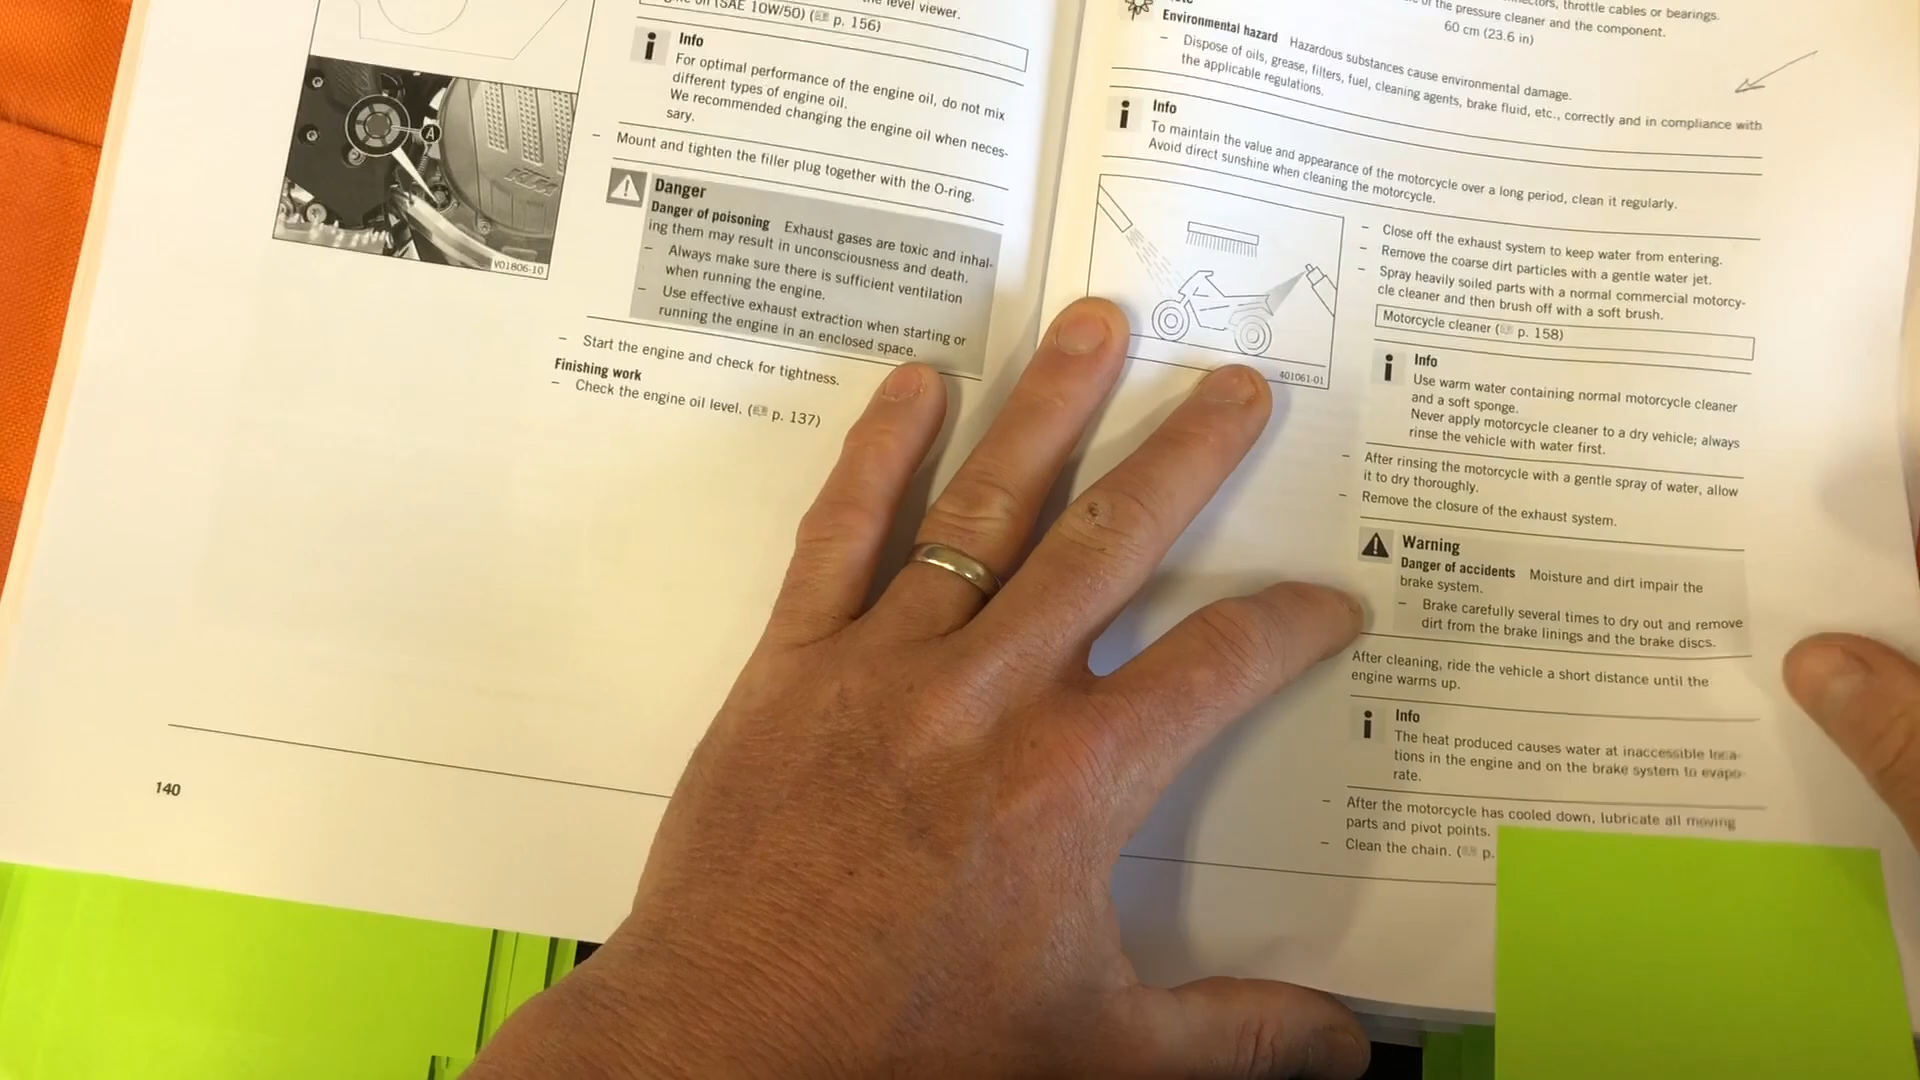 level viewer.
(SAE 10W/50) ( p. 156)
Info
For optimal performance of the engine oil, do not mix
different types of engine oil.
We recommended changing the engine oil when neces-
sary.
– Mount and tighten the filler plug together with the O-ring.
Danger
Danger of poisoning Exhaust gases are toxic and inhal-
ing them may result in unconsciousness and death.
– Always make sure there is sufficient ventilation
when running the engine.
– Use effective exhaust extraction when starting or
running the engine in an enclosed space.
– Start the engine and check for tightness.
Finishing work
– Check the engine oil level. ( p. 137)
A
KTM
V01806-10
140
throttle cables or bearings.
of the pressure cleaner and the component.
60 cm (23.6 in)
Environmental hazard Hazardous substances cause environmental damage.
– Dispose of oils, grease, filters, fuel, cleaning agents, brake fluid, etc., correctly and in compliance with
the applicable regulations.
Info
To maintain the value and appearance of the motorcycle over a long period, clean it regularly.
Avoid direct sunshine when cleaning the motorcycle.
401061-01
– Close off the exhaust system to keep water from entering.
– Remove the coarse dirt particles with a gentle water jet.
– Spray heavily soiled parts with a normal commercial motorcy-
cle cleaner and then brush off with a soft brush.
Motorcycle cleaner ( p. 158)
Info
Use warm water containing normal motorcycle cleaner
and a soft sponge.
Never apply motorcycle cleaner to a dry vehicle; always
rinse the vehicle with water first.
– After rinsing the motorcycle with a gentle spray of water, allow
it to dry thoroughly.
– Remove the closure of the exhaust system.
Warning
Danger of accidents Moisture and dirt impair the
brake system.
– Brake carefully several times to dry out and remove
dirt from the brake linings and the brake discs.
After cleaning, ride the vehicle a short distance until the
engine warms up.
Info
The heat produced causes water at inaccessible loca-
tions in the engine and on the brake system to evapo-
rate.
– After the motorcycle has cooled down, lubricate all moving
parts and pivot points.
– Clean the chain. ( p.